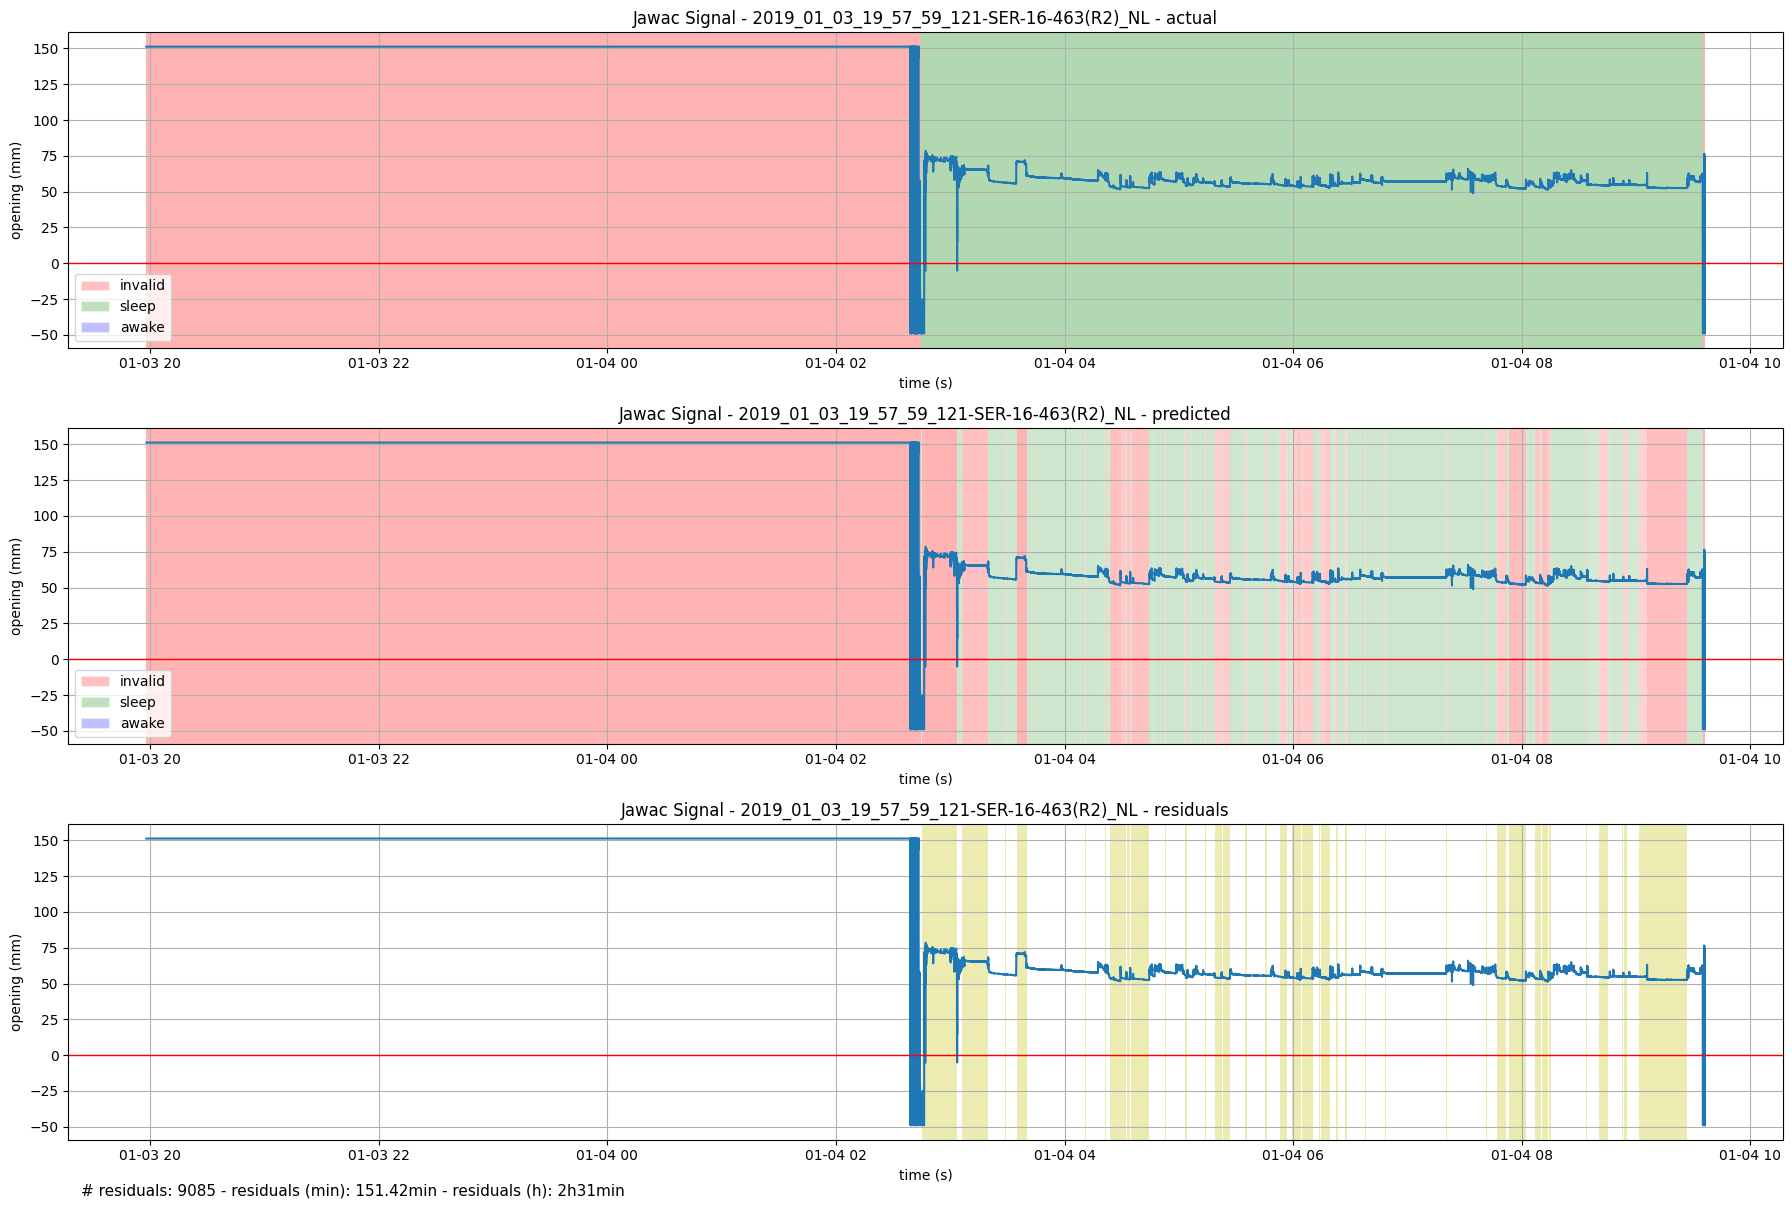 Jawac Signal - 2019_01_03_19_57_59_121-SER-16-463(R2)_NL - actual
opening (mm)
150
125
100
75
50
25
0
−25
−50
invalid
sleep
awake
01-03 20 01-03 22 01-04 00 01-04 02 01-04 04 01-04 06 01-04 08 01-04 10
time (s)
Jawac Signal - 2019_01_03_19_57_59_121-SER-16-463(R2)_NL - predicted
opening (mm)
150
125
100
75
50
25
0
−25
−50
invalid
sleep
awake
01-03 20 01-03 22 01-04 00 01-04 02 01-04 04 01-04 06 01-04 08 01-04 10
time (s)
Jawac Signal - 2019_01_03_19_57_59_121-SER-16-463(R2)_NL - residuals
opening (mm)
150
125
100
75
50
25
0
−25
−50
01-03 20 01-03 22 01-04 00 01-04 02 01-04 04 01-04 06 01-04 08 01-04 10
time (s)
# residuals: 9085 - residuals (min): 151.42min - residuals (h): 2h31min